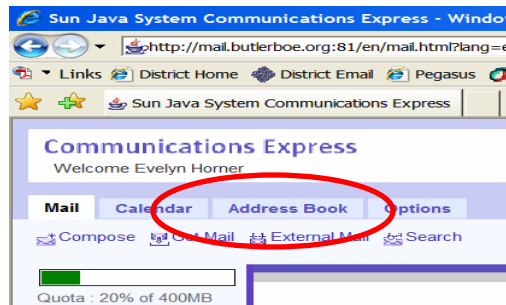 Sun Java System Communications Express - Windo
http://mail.butlerboe.org:81/en/mail.html?lang=e
Links District Home District Email Pegasus
Sun Java System Communications Express
Communications Express
Welcome Evelyn Horner
Mail Calendar Address Book Options
Compose Get Mail External Mail Search
Quota : 20% of 400MB